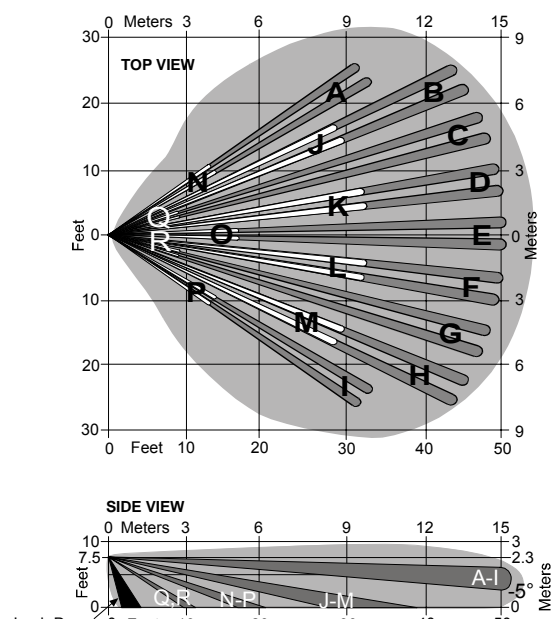 0 Meters 3 6 9 12 15
30 9
TOP VIEW
A
B
20 6
C
J
N 10 D 3
K
Q
Feet 0 O E 0 Meters
R
L
P F
10 3
M G
20 H 6
I
30 9
0 Feet 10 20 30 40 50
SIDE VIEW
0 Meters 3 6 9 12 15
10 3
7.5 2.3
Feet A-I Meters
-5°
Q,R N-P J-M
0 0